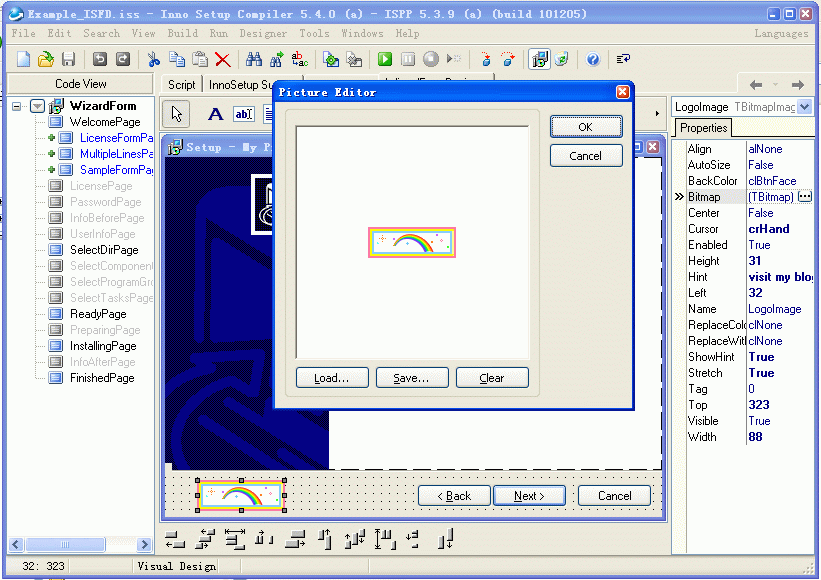 Example_ISFD.iss - Inno Setup Compiler 5.4.0 (a) - ISPP 5.3.9 (a) (build 101205)
File Edit Search View Build Run Designer Tools Windows Help Languages
Code View
Script InnoSetup Su
WizardForm
WelcomePage
LicenseFormPa
MultipleLinesPa
SampleFormPag
LicensePage
PasswordPage
InfoBeforePage
UserInfoPage
SelectDirPage
SelectComponent
SelectProgramGro
SelectTasksPage
ReadyPage
PreparingPage
InstallingPage
InfoAfterPage
FinishedPage
A abI
Setup - My P
Picture Editor
OK
Cancel
Load...
Save...
Clear
< Back
Next >
Cancel
LogoImage TBitmapImag
Properties
Align alNone
AutoSize False
BackColor clBtnFace
Bitmap (TBitmap)
Center False
Cursor crHand
Enabled True
Height 31
Hint visit my blog
Left 32
Name LogoImage
ReplaceColo clNone
ReplaceWith clNone
ShowHint True
Stretch True
Tag 0
Top 323
Visible True
Width 88
32: 323
Visual Design